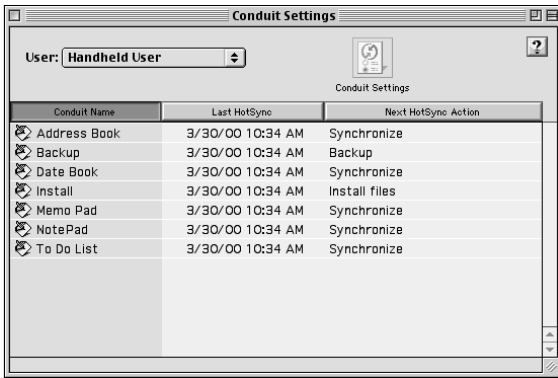 Conduit Settings
User: Handheld User
?
Conduit Settings
Conduit Name Last HotSync Next HotSync Action
Address Book 3/30/00 10:34 AM Synchronize
Backup 3/30/00 10:34 AM Backup
Date Book 3/30/00 10:34 AM Synchronize
Install 3/30/00 10:34 AM Install files
Memo Pad 3/30/00 10:34 AM Synchronize
NotePad 3/30/00 10:34 AM Synchronize
To Do List 3/30/00 10:34 AM Synchronize